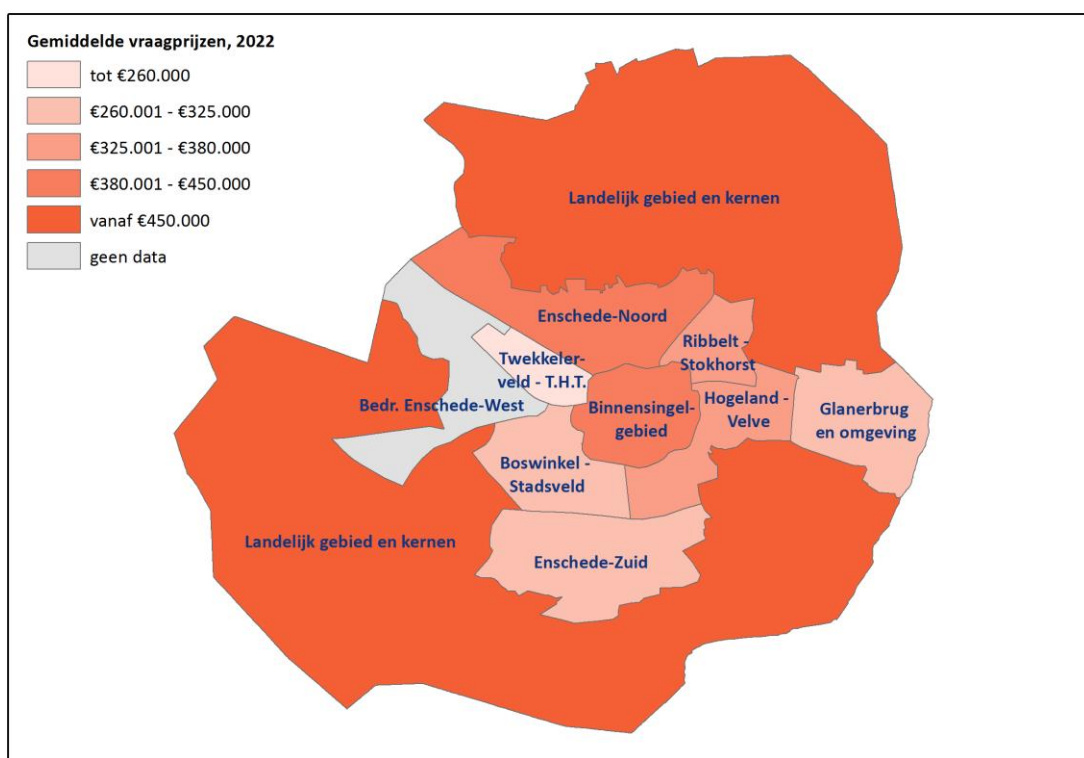 Gemiddelde vraagprijzen, 2022
tot €260.000
€260.001 - €325.000
€325.001 - €380.000
€380.001 - €450.000
vanaf €450.000
geen data
Landelijk gebied en kernen
Enschede-Noord
Ribbelt -
Stokhorst
Twekkeler-
veld - T.H.T.
Bedr. Enschede-West
Binnensingel-
gebied
Hogeland -
Velve
Glanerbrug
en omgeving
Boswinkel -
Stadsveld
Landelijk gebied en kernen
Enschede-Zuid